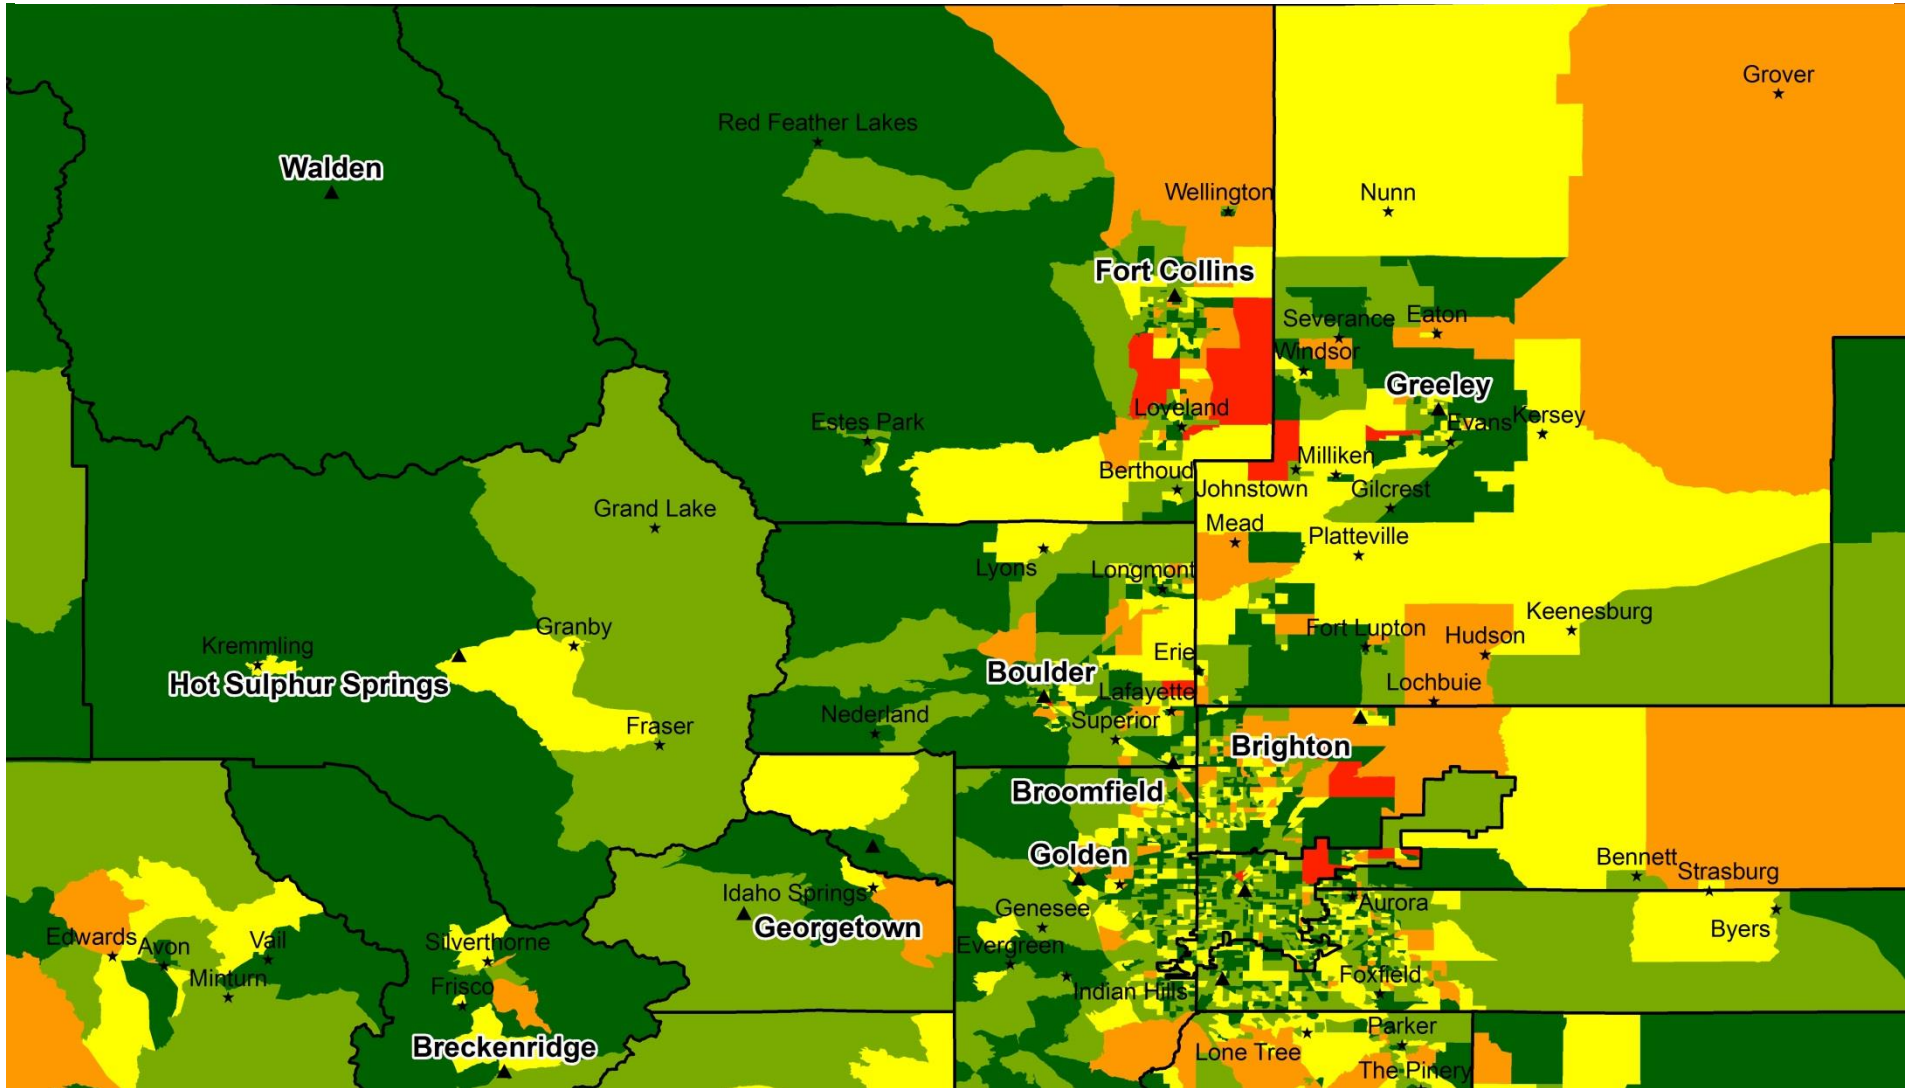 Grover
Red Feather Lakes
Walden
Wellington
Nunn
Fort Collins
Severance
Eaton
Windsor
Greeley
Loveland
Estes Park
Evans
Kersey
Milliken
Berthoud
Johnstown
Gilcrest
Grand Lake
Mead
Platteville
Lyons
Longmont
Keenesburg
Granby
Fort Lupton
Hudson
Kremmling
Erie
Boulder
Hot Sulphur Springs
Lochbuie
Lafayette
Nederland
Superior
Fraser
Brighton
Broomfield
Golden
Bennett
Strasburg
Idaho Springs
Aurora
Genesee
Georgetown
Byers
Edwards
Avon
Vail
Silverthorne
Evergreen
Minturn
Frisco
Foxfield
Indian Hills
Parker
Breckenridge
Lone Tree
The Pinery